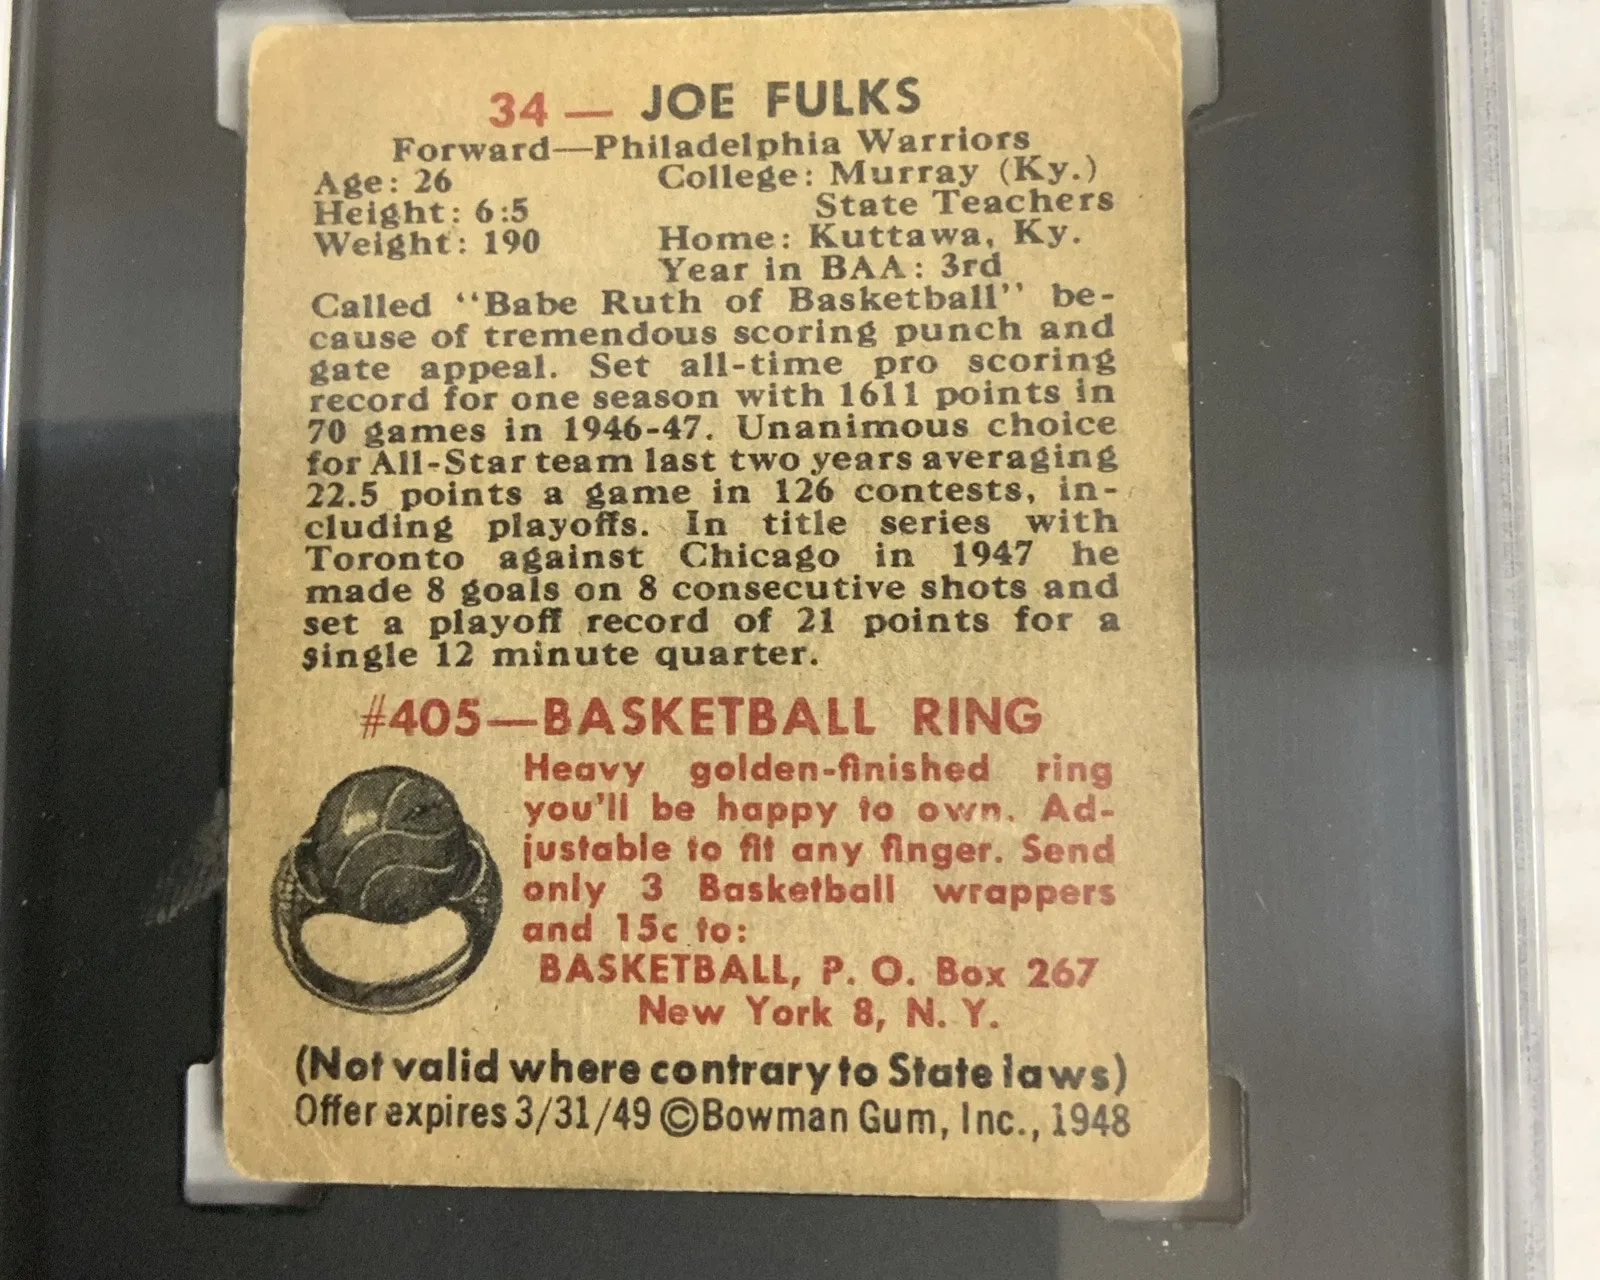 34 — JOE FULKS
Forward—Philadelphia Warriors
Age: 26
Height: 6:5
Weight: 190
College: Murray (Ky.)
State Teachers
Home: Kuttawa, Ky.
Year in BAA: 3rd
Called "Babe Ruth of Basketball" be-
cause of tremendous scoring punch and
gate appeal. Set all-time pro scoring
record for one season with 1611 points in
70 games in 1946-47. Unanimous choice
for All-Star team last two years averaging
22.5 points a game in 126 contests, in-
cluding playoffs. In title series with
Toronto against Chicago in 1947 he
made 8 goals on 8 consecutive shots and
set a playoff record of 21 points for a
single 12 minute quarter.
#405—BASKETBALL RING
Heavy golden-finished ring
you'll be happy to own. Ad-
justable to fit any finger. Send
only 3 Basketball wrappers
and 15c to:
BASKETBALL, P. O. Box 267
New York 8, N. Y.
(Not valid where contrary to State laws)
Offer expires 3/31/49 ©Bowman Gum, Inc., 1948